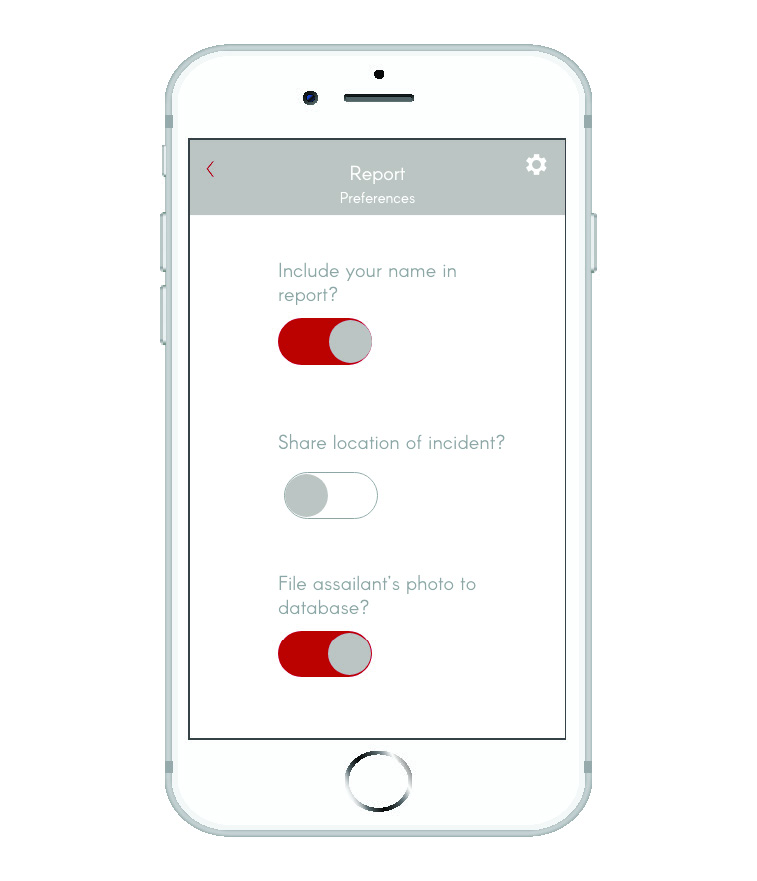 Report
Preferences
Include your name in
report?
Share location of incident?
File assailant's photo to
database?